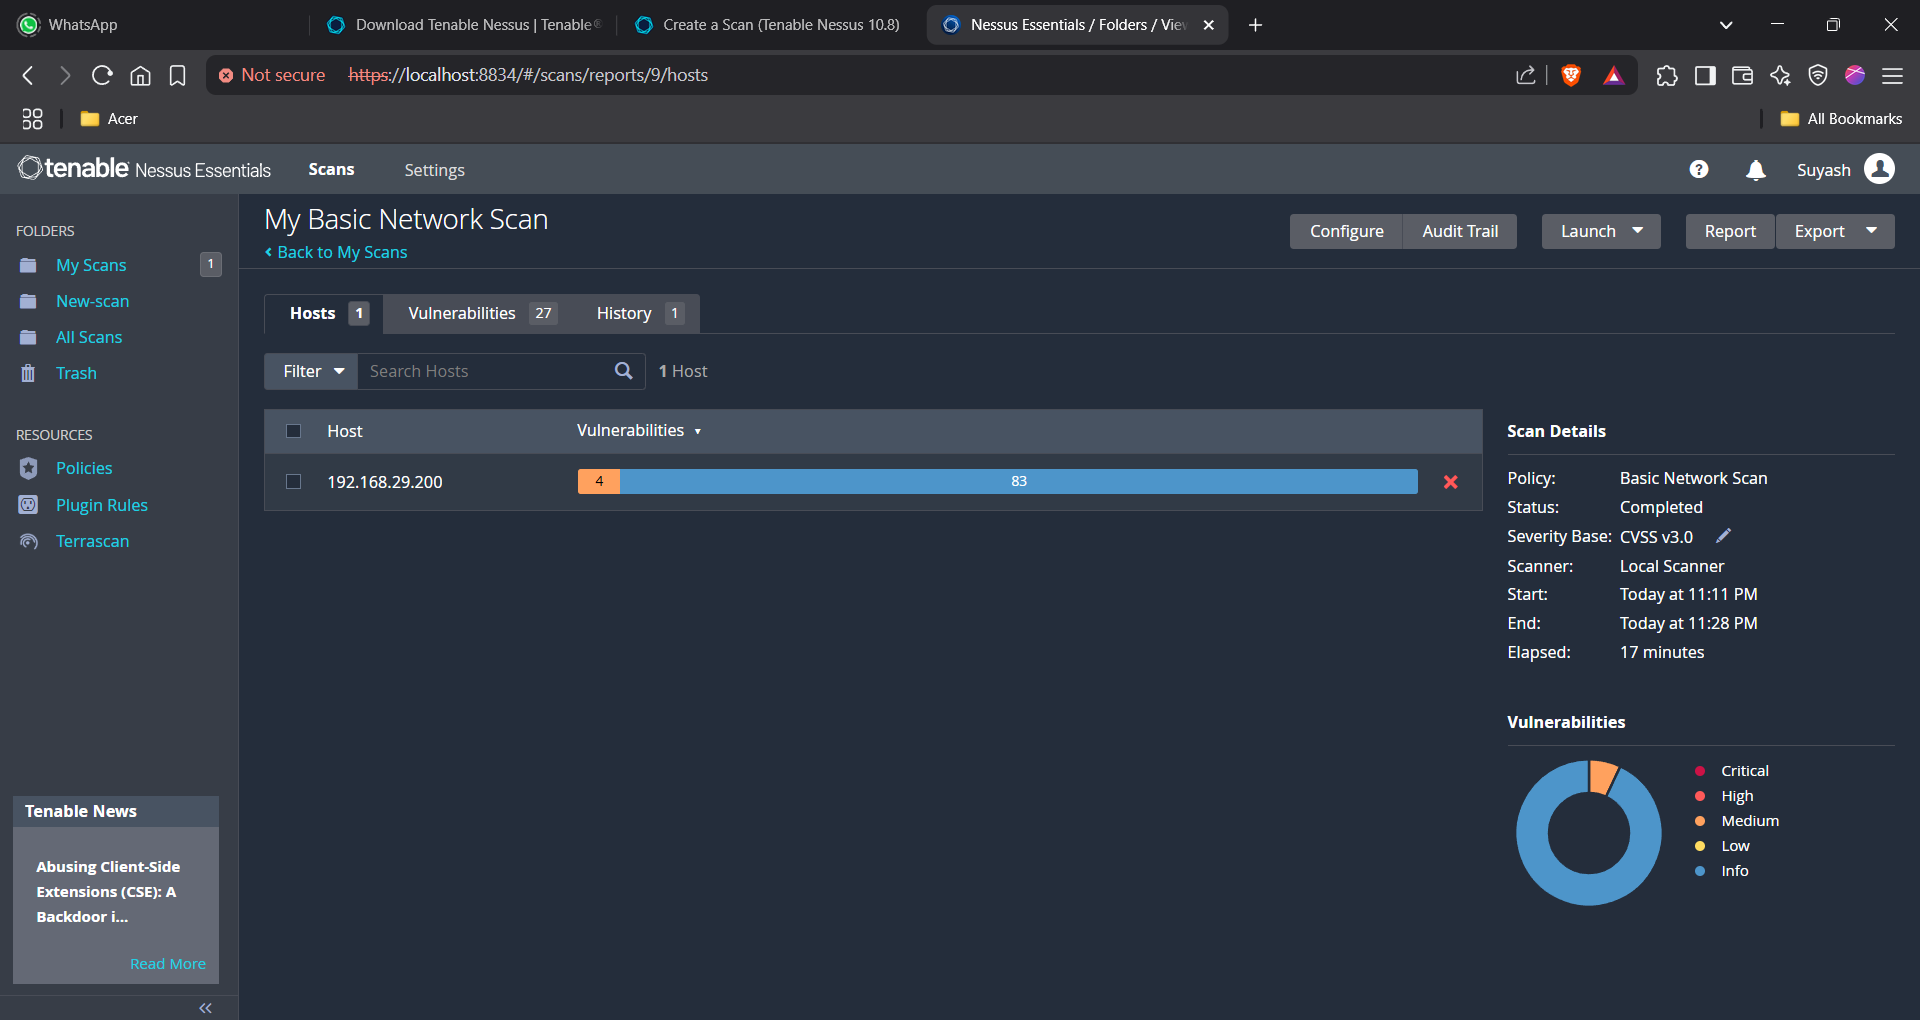 WhatsApp
Download Tenable Nessus | Tenable®
Create a Scan (Tenable Nessus 10.8)
Nessus Essentials / Folders / View
Not secure https://localhost:8834/#/scans/reports/9/hosts
Acer
All Bookmarks
tenable Nessus Essentials
Scans
Settings
?
Suyash
FOLDERS
My Scans 1
New-scan
All Scans
Trash
RESOURCES
Policies
Plugin Rules
Terrascan
Tenable News
Abusing Client-Side
Extensions (CSE): A
Backdoor i...
Read More
My Basic Network Scan
Back to My Scans
Configure
Audit Trail
Launch
Report
Export
Hosts 1
Vulnerabilities 27
History 1
Filter
Search Hosts
1 Host
Host
Vulnerabilities
192.168.29.200
4
83
Scan Details
Policy: Basic Network Scan
Status: Completed
Severity Base: CVSS v3.0
Scanner: Local Scanner
Start: Today at 11:11 PM
End: Today at 11:28 PM
Elapsed: 17 minutes
Vulnerabilities
Critical
High
Medium
Low
Info